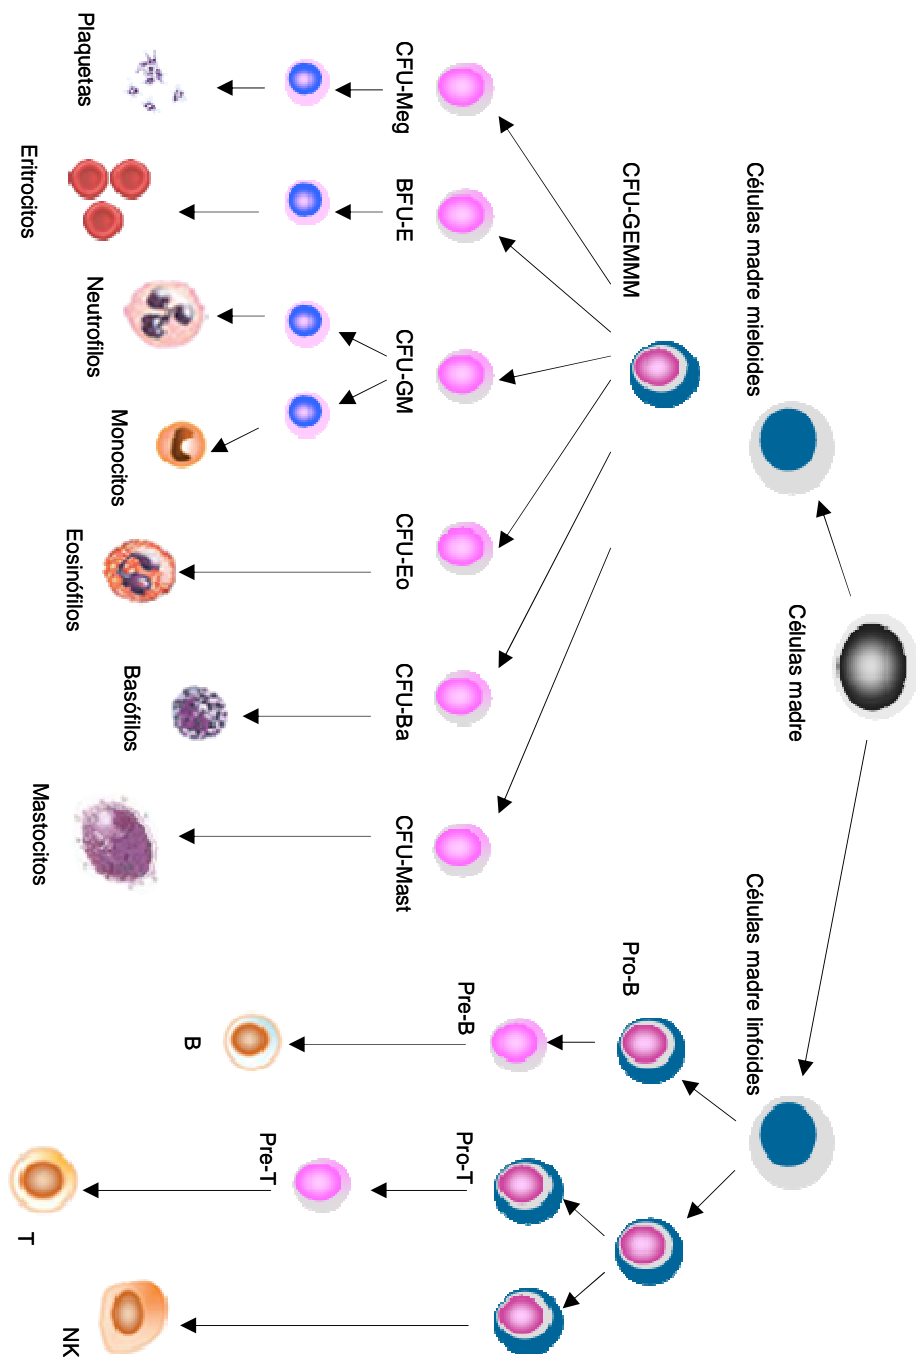 Células madre
Células madre mieloides
Células madre linfoides
CFU-GEMMM
Pro-B
CFU-Meg
BFU-E
CFU-GM
CFU-Eo
CFU-Ba
CFU-Mast
Pre-B
Pro-T
Pre-T
Plaquetas
Eritrocitos
Neutrofilos
Monocitos
Eosinófilos
Basófilos
Mastocitos
B
T
NK